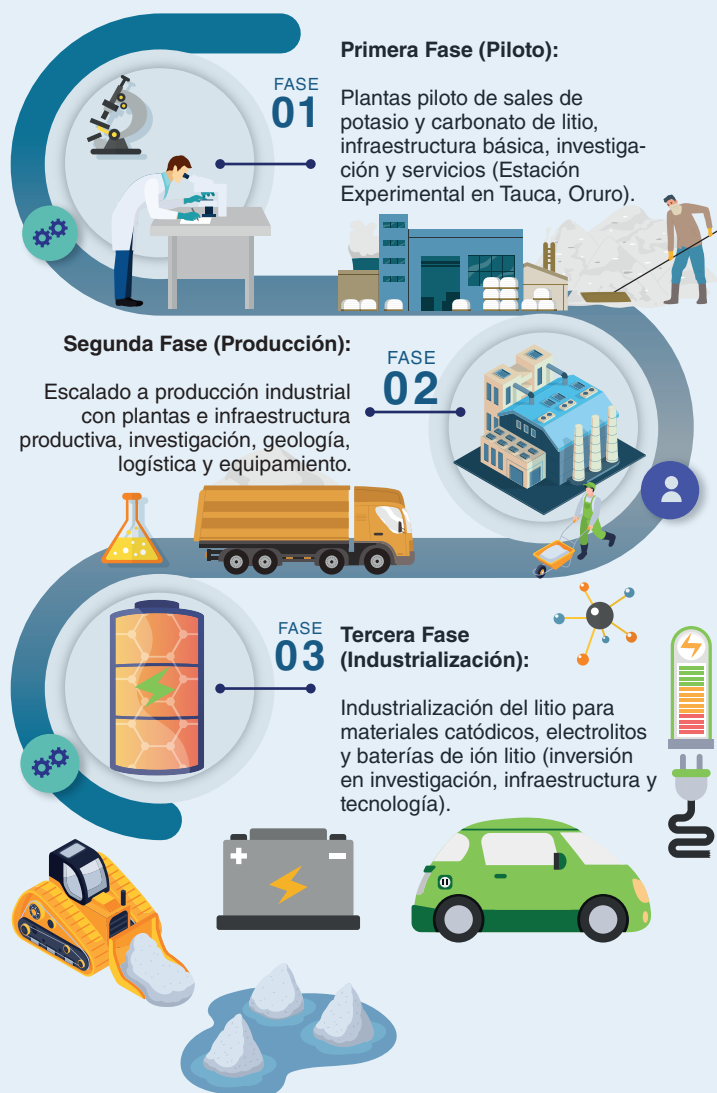 Primera Fase (Piloto):
FASE
01
Plantas piloto de sales de
potasio y carbonato de litio,
infraestructura básica, investiga-
ción y servicios (Estación
Experimental en Tauca, Oruro).
Segunda Fase (Producción):
FASE
02
Escalado a producción industrial
con plantas e infraestructura
productiva, investigación, geología,
logística y equipamiento.
FASE
03
Tercera Fase
(Industrialización):
Industrialización del litio para
materiales catódicos, electrolitos
y baterías de ión litio (inversión
en investigación, infraestructura y
tecnología).